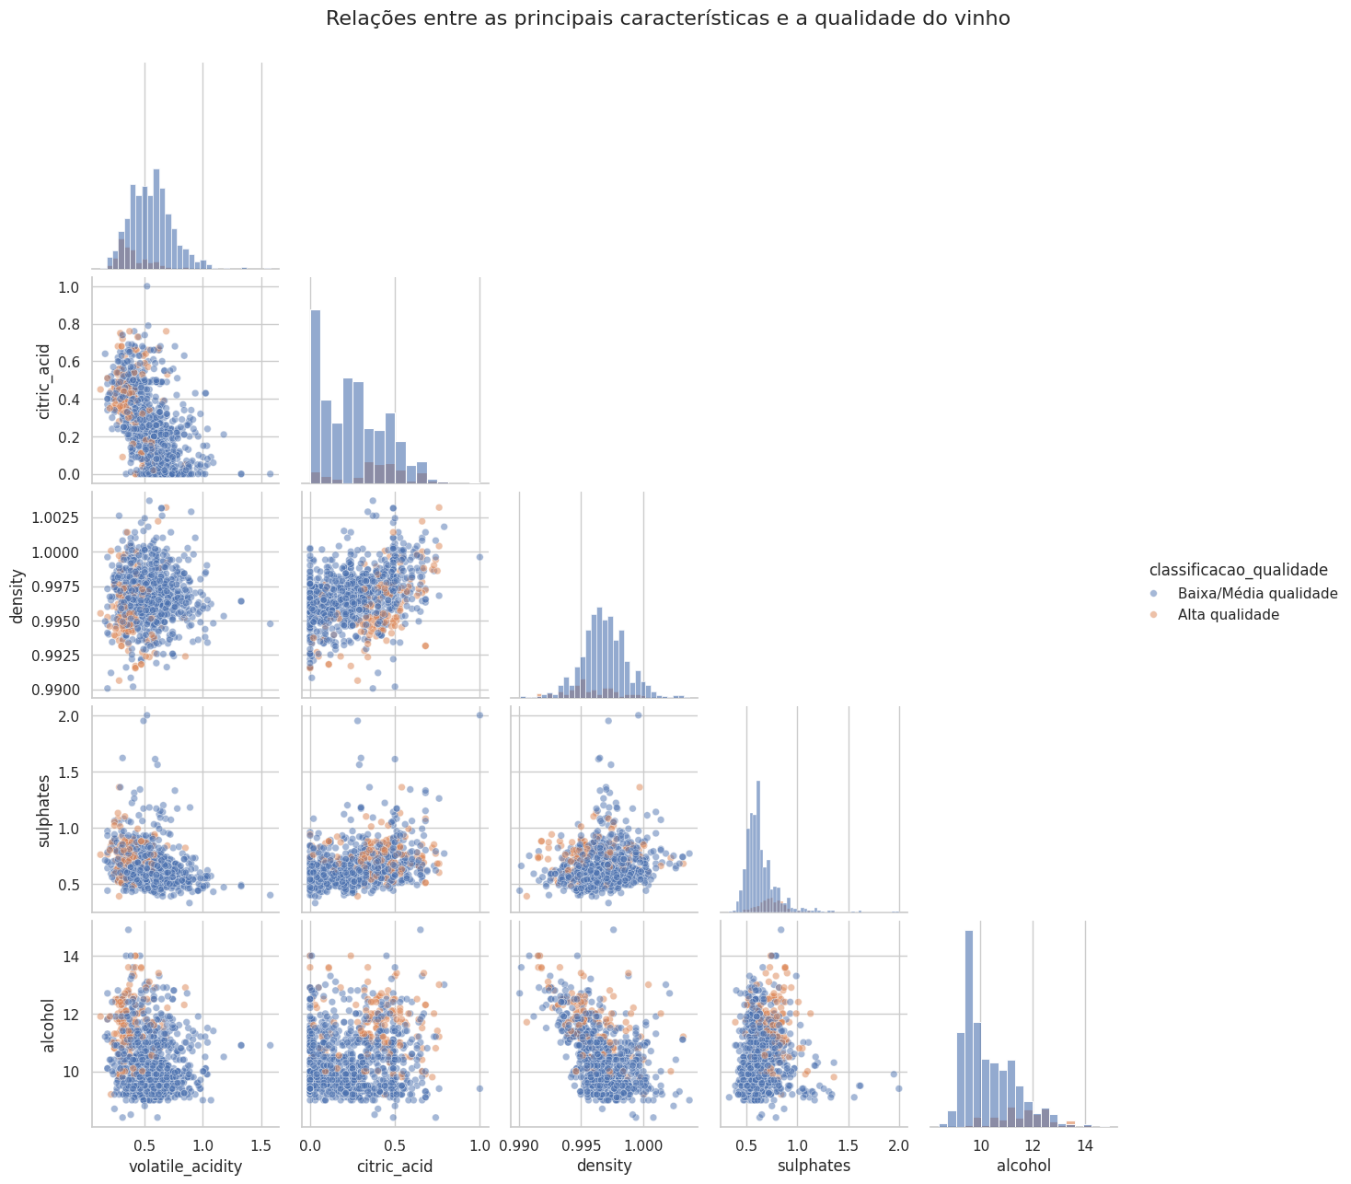 Relações entre as principais características e a qualidade do vinho
citric_acid
1.0
0.8
0.6
0.4
0.2
0.0
density
1.0025
1.0000
0.9975
0.9950
0.9925
0.9900
classificacao_qualidade
Baixa/Média qualidade
Alta qualidade
sulphates
2.0
1.5
1.0
0.5
alcohol
14
12
10
0.5 1.0 1.5
volatile_acidity
0.0 0.5 1.0
citric_acid
0.990 0.995 1.000
density
0.5 1.0 1.5 2.0
sulphates
10 12 14
alcohol